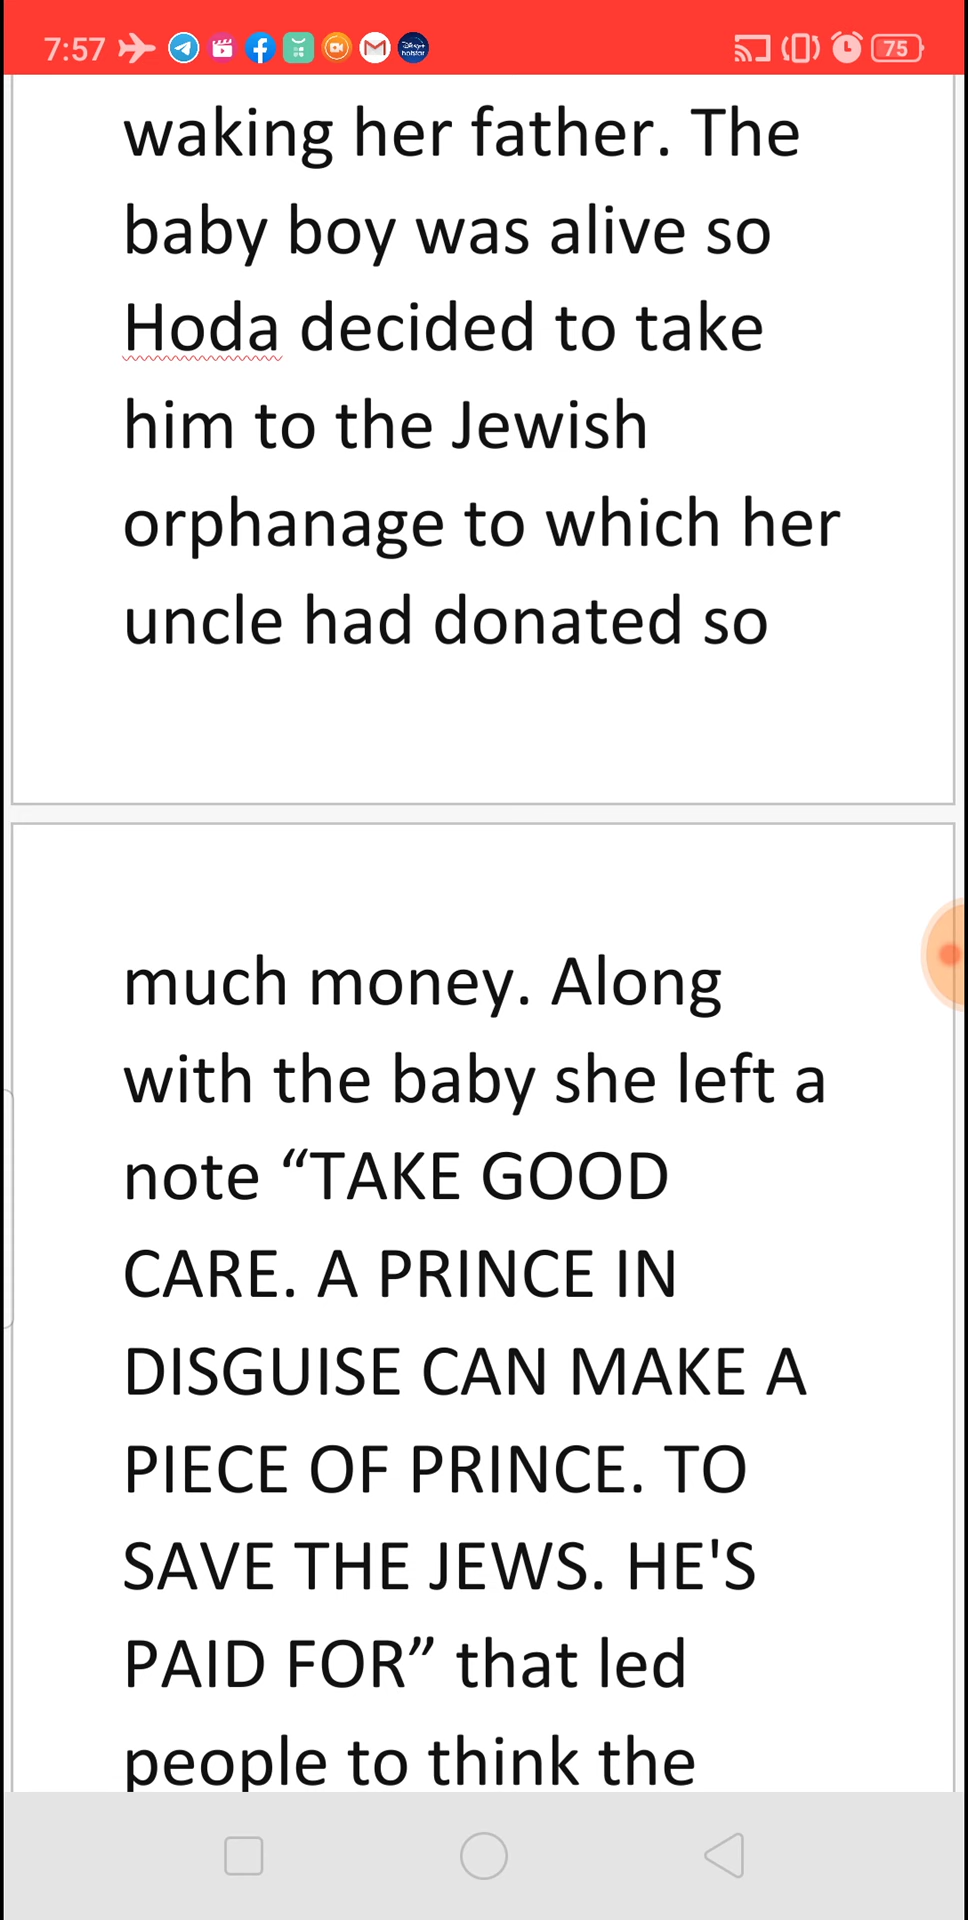 7:57
75
waking her father. The
baby boy was alive so
Hoda decided to take
him to the Jewish
orphanage to which her
uncle had donated so
much money. Along
with the baby she left a
note “TAKE GOOD
CARE. A PRINCE IN
DISGUISE CAN MAKE A
PIECE OF PRINCE. TO
SAVE THE JEWS. HE'S
PAID FOR” that led
people to think the